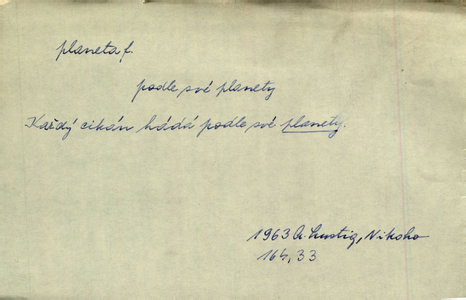 planeta f.
podle své planety
Každý cikán hádá podle své planety.
1963 A. Lustig, Nikoho
164, 33